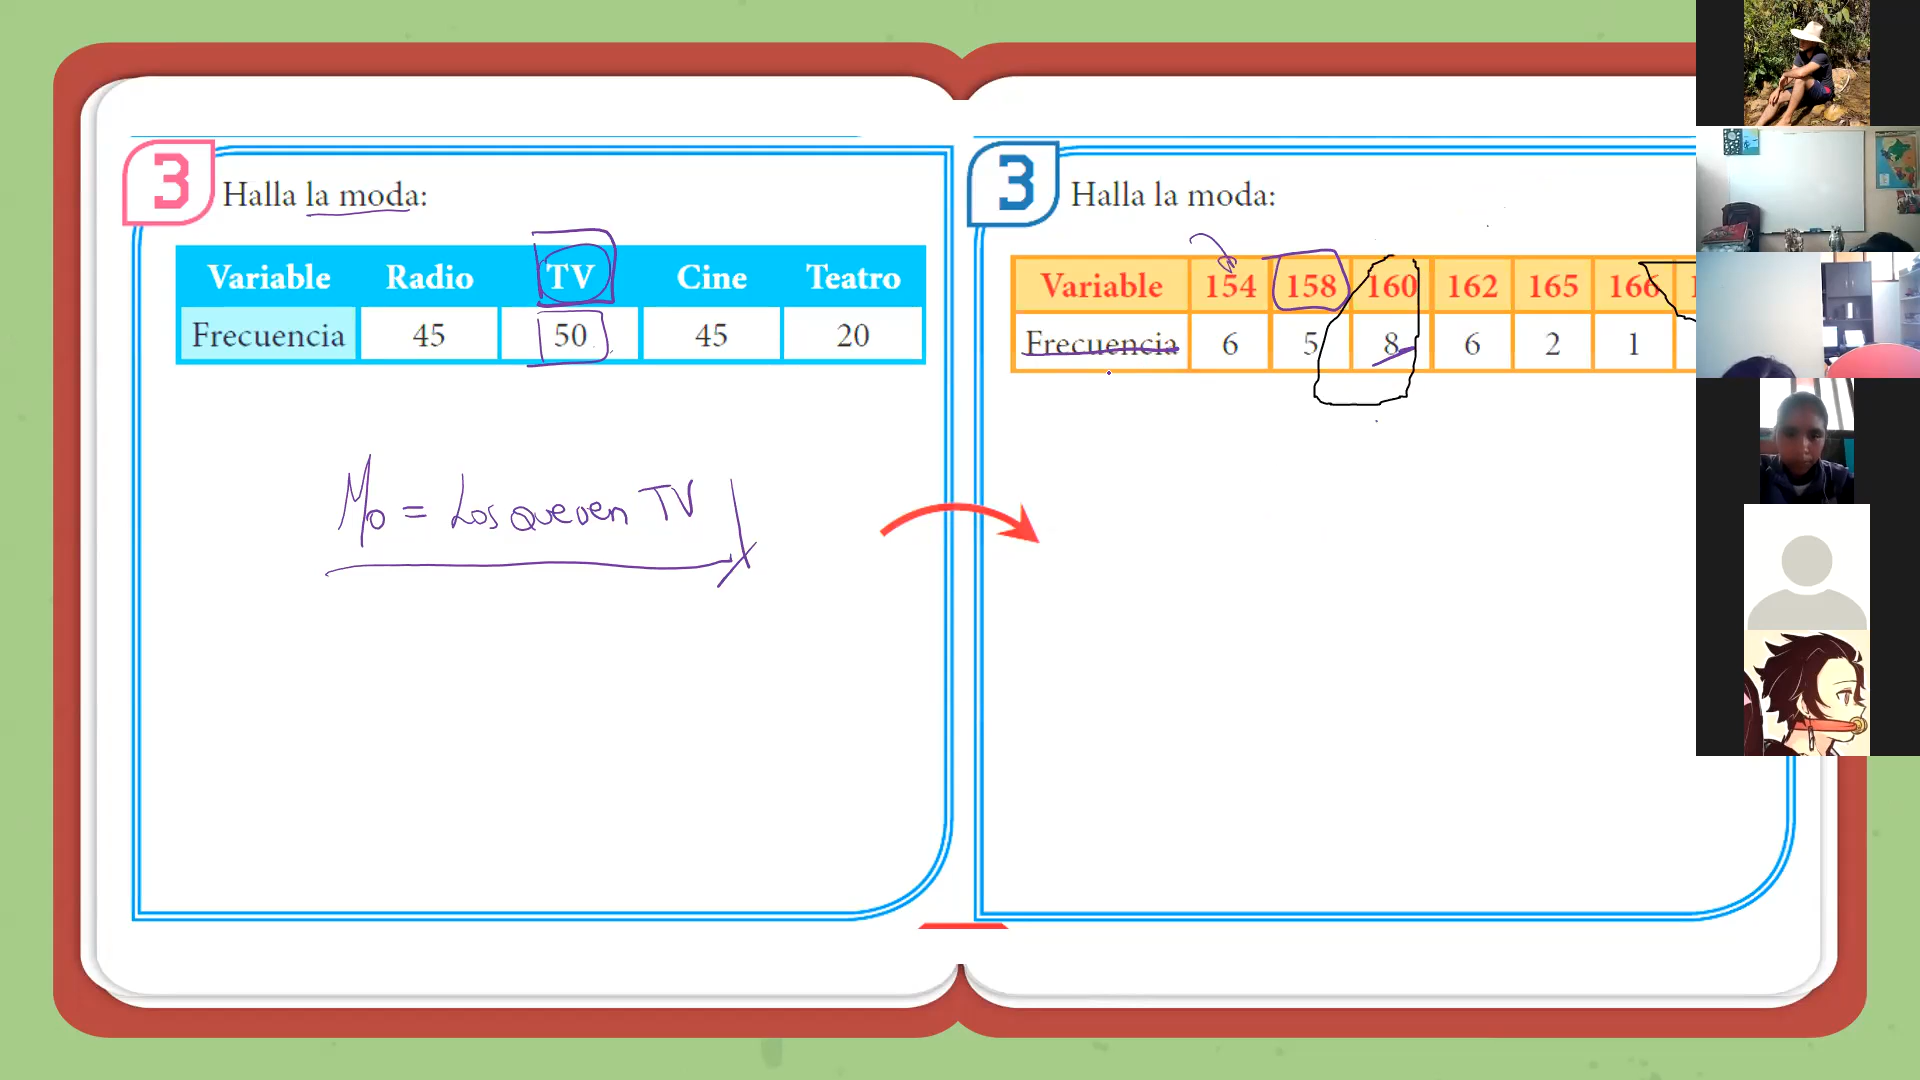 3
Halla la moda:
Variable Radio TV Cine Teatro
Frecuencia 45 50 45 20
Mo = Los que ven TV
3
Halla la moda:
Variable 154 158 160 162 165 166 1
Frecuencia 6 5 8 6 2 1